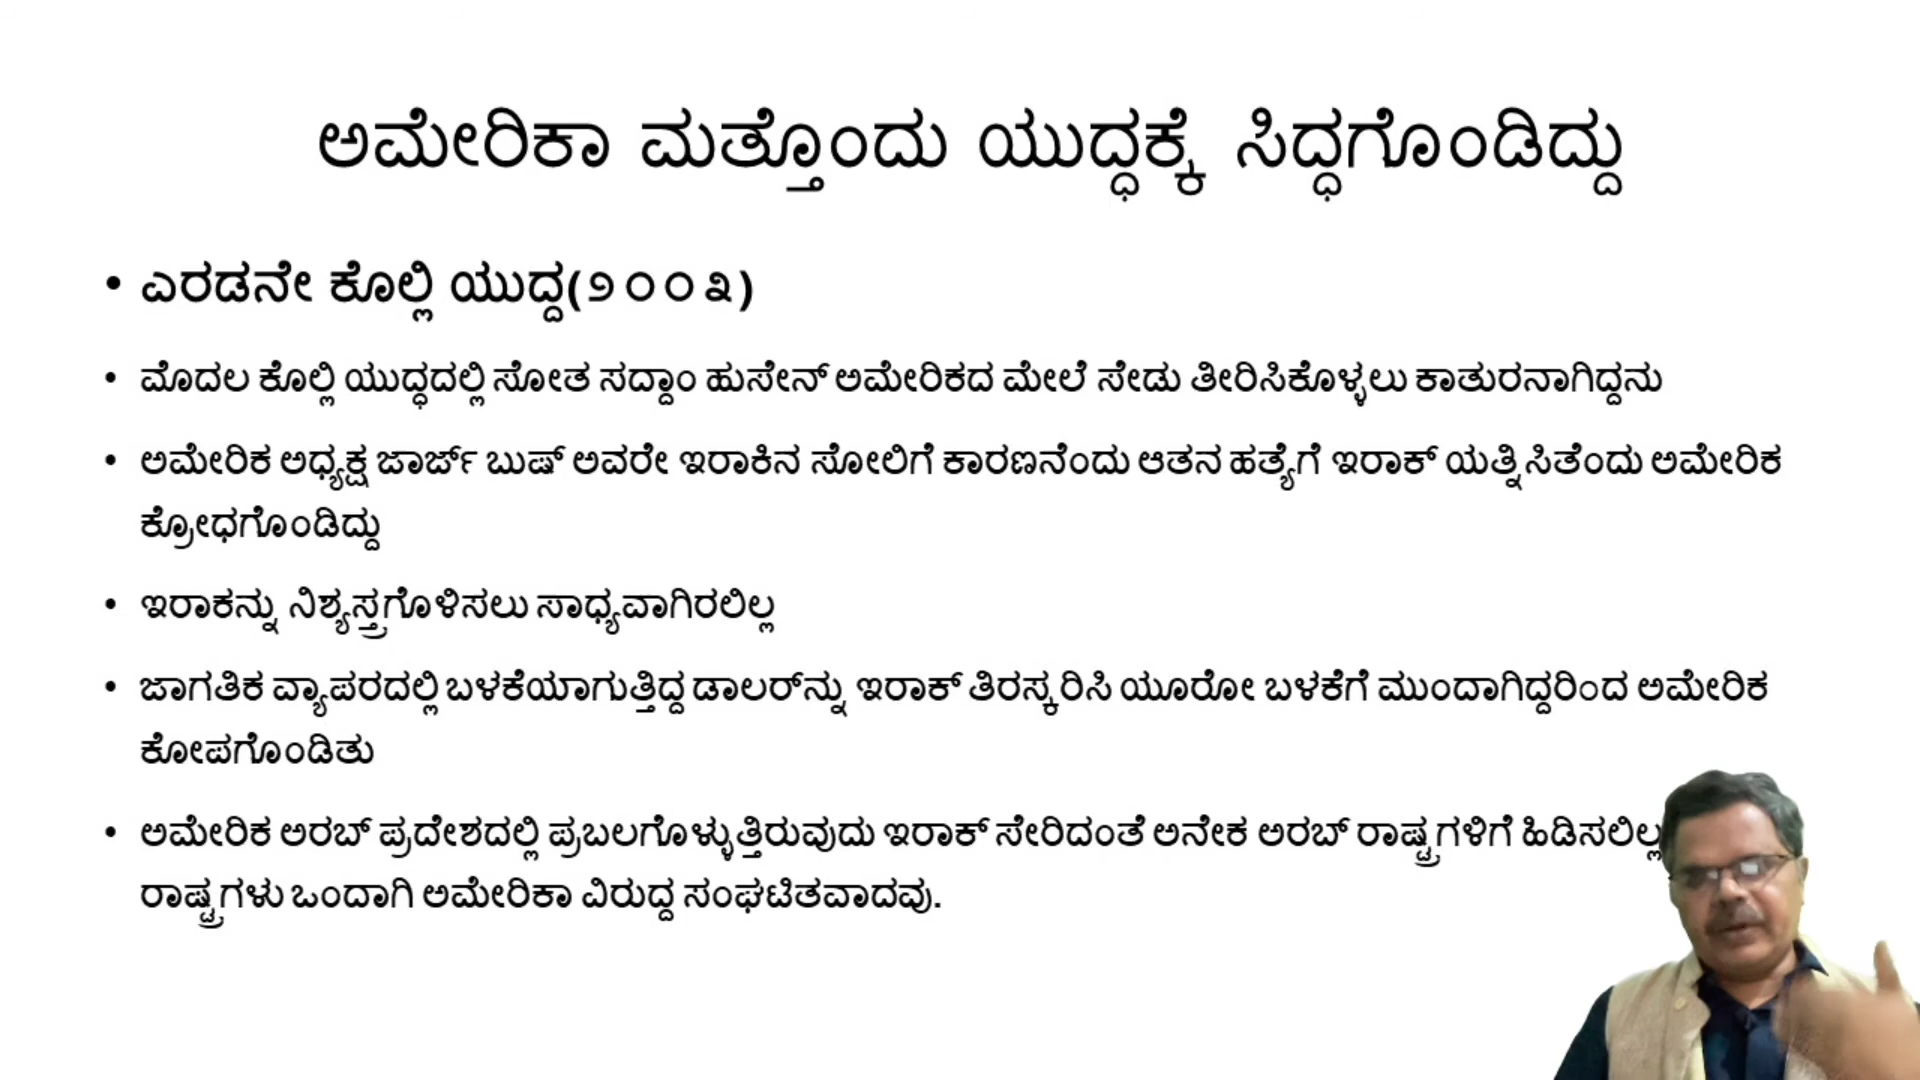 ಅಮೇರಿಕಾ ಮತ್ತೊಂದು ಯುದ್ಧಕ್ಕೆ ಸಿದ್ಧಗೊಂಡಿದ್ದು
• ಎರಡನೇ ಕೊಲ್ಲಿ ಯುದ್ದ(೨೦೦೩)
• ಮೊದಲ ಕೊಲ್ಲಿ ಯುದ್ಧದಲ್ಲಿ ಸೋತ ಸದ್ದಾಂ ಹುಸೇನ್ ಅಮೇರಿಕದ ಮೇಲೆ ಸೇಡು ತೀರಿಸಿಕೊಳ್ಳಲು ಕಾತುರನಾಗಿದ್ದನು
• ಅಮೇರಿಕ ಅಧ್ಯಕ್ಷ ಜಾರ್ಜ್ ಬುಷ್ ಅವರೇ ಇರಾಕಿನ ಸೋಲಿಗೆ ಕಾರಣನೆಂದು ಆತನ ಹತ್ಯೆಗೆ ಇರಾಕ್ ಯತ್ನಿಸಿತೆಂದು ಅಮೇರಿಕ
ಕ್ರೋಧಗೊಂಡಿದ್ದು
• ಇರಾಕನ್ನು ನಿಶ್ಯಸ್ತ್ರಗೊಳಿಸಲು ಸಾಧ್ಯವಾಗಿರಲಿಲ್ಲ
• ಜಾಗತಿಕ ವ್ಯಾಪರದಲ್ಲಿ ಬಳಕೆಯಾಗುತ್ತಿದ್ದ ಡಾಲರ್‌ನ್ನು ಇರಾಕ್ ತಿರಸ್ಕರಿಸಿ ಯೂರೋ ಬಳಕೆಗೆ ಮುಂದಾಗಿದ್ದರಿಂದ ಅಮೇರಿಕ
ಕೋಪಗೊಂಡಿತು
• ಅಮೇರಿಕ ಅರಬ್ ಪ್ರದೇಶದಲ್ಲಿ ಪ್ರಬಲಗೊಳ್ಳುತ್ತಿರುವುದು ಇರಾಕ್ ಸೇರಿದಂತೆ ಅನೇಕ ಅರಬ್ ರಾಷ್ಟ್ರಗಳಿಗೆ ಹಿಡಿಸಲಿಲ್ಲ
ರಾಷ್ಟ್ರಗಳು ಒಂದಾಗಿ ಅಮೇರಿಕಾ ವಿರುದ್ದ ಸಂಘಟಿತವಾದವು.